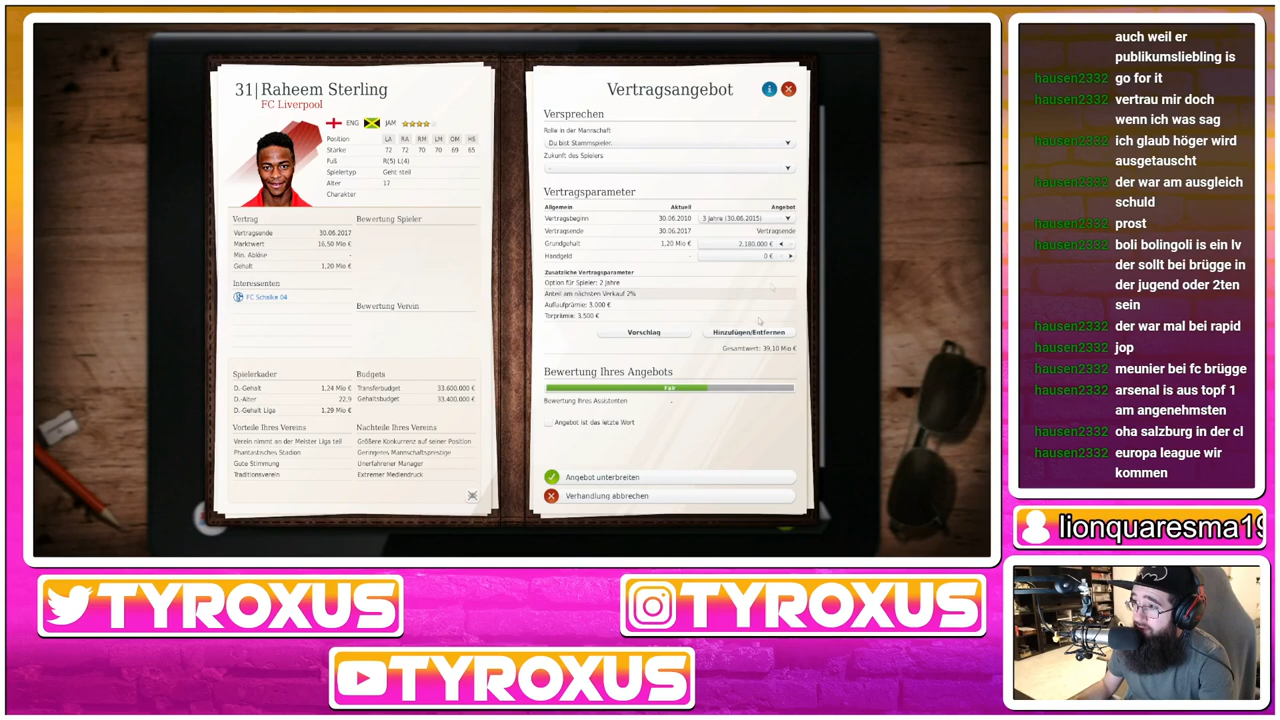 31| Raheem Sterling
FC Liverpool
ENG JAM
Position LA RA RM LM OM HS
Stärke 72 72 70 70 69 65
Fuß R(5) L(4)
Spielertyp Geht steil
Alter 17
Charakter
Vertrag
Vertragsende 30.06.2017
Marktwert 16,50 Mio €
Min. Ablöse -
Gehalt 1,20 Mio €
Interessenten
FC Schalke 04
Bewertung Spieler
Bewertung Verein
Spielerkader
D.-Gehalt 1,24 Mio €
D.-Alter 22,9
D.-Gehalt Liga 1,29 Mio €
Budgets
Transferbudget 33.600.000 €
Gehaltsbudget 33.400.000 €
Vorteile Ihres Vereins
Verein nimmt an der Meister Liga teil
Phantastisches Stadion
Gute Stimmung
Traditionsverein
Nachteile Ihres Vereins
Größere Konkurrenz auf seiner Position
Geringeres Mannschaftsprestige
Unerfahrener Manager
Extremer Mediendruck
Vertragsangebot
Versprechen
Rolle in der Mannschaft
Du bist Stammspieler.
Zukunft des Spielers
-
Vertragsparameter
Allgemein Aktuell Angebot
Vertragsbeginn 30.06.2010 3 Jahre (30.06.2015)
Vertragsende 30.06.2017 Vertragsende
Grundgehalt 1,20 Mio € 2.180.000 €
Handgeld - 0 €
Zusätzliche Vertragsparameter
Option für Spieler: 2 Jahre
Anteil am nächsten Verkauf 2%
Auflaufprämie: 3.000 €
Torprämie: 3.500 €
Vorschlag Hinzufügen/Entfernen
Gesamtwert: 39,10 Mio €
Bewertung Ihres Angebots
Fair
Bewertung Ihres Assistenten -
Angebot ist das letzte Wort
Angebot unterbreiten
Verhandlung abbrechen
auch weil er
publikumsliebling is
hausen2332 go for it
hausen2332 vertrau mir doch
wenn ich was sag
hausen2332 ich glaub höger wird
ausgetauscht
hausen2332 der war am ausgleich
schuld
hausen2332 prost
hausen2332 boli bolingoli is ein lv
der sollt bei brügge in
der jugend oder 2ten
sein
hausen2332 der war mal bei rapid
hausen2332 jop
hausen2332 meunier bei fc brügge
hausen2332 arsenal is aus topf 1
am angenehmsten
hausen2332 oha salzburg in der cl
hausen2332 europa league wir
kommen
lionquaresma19
TYROXUS
TYROXUS
TYROXUS